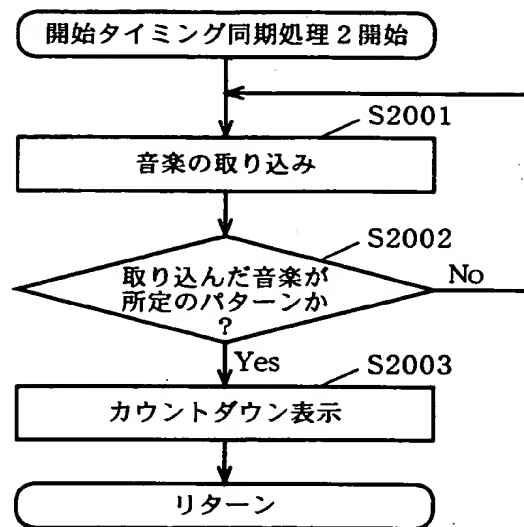 開始タイミング同期処理２開始
S2001
音楽の取り込み
S2002
取り込んだ音楽が
所定のパターンか
?
No
Yes
S2003
カウントダウン表示
リターン